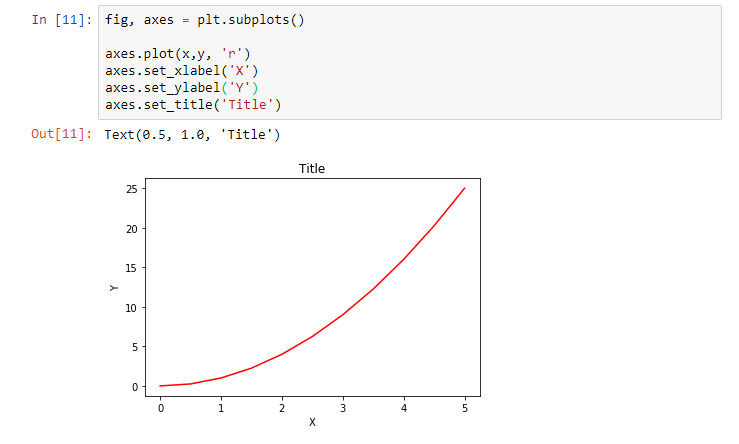 In [11]: fig, axes = plt.subplots()
axes.plot(x,y, 'r')
axes.set_xlabel('X')
axes.set_ylabel('Y')
axes.set_title('Title')
Out[11]: Text(0.5, 1.0, 'Title')
Title
25
20
15
10
5
0
Y
0 1 2 3 4 5
X